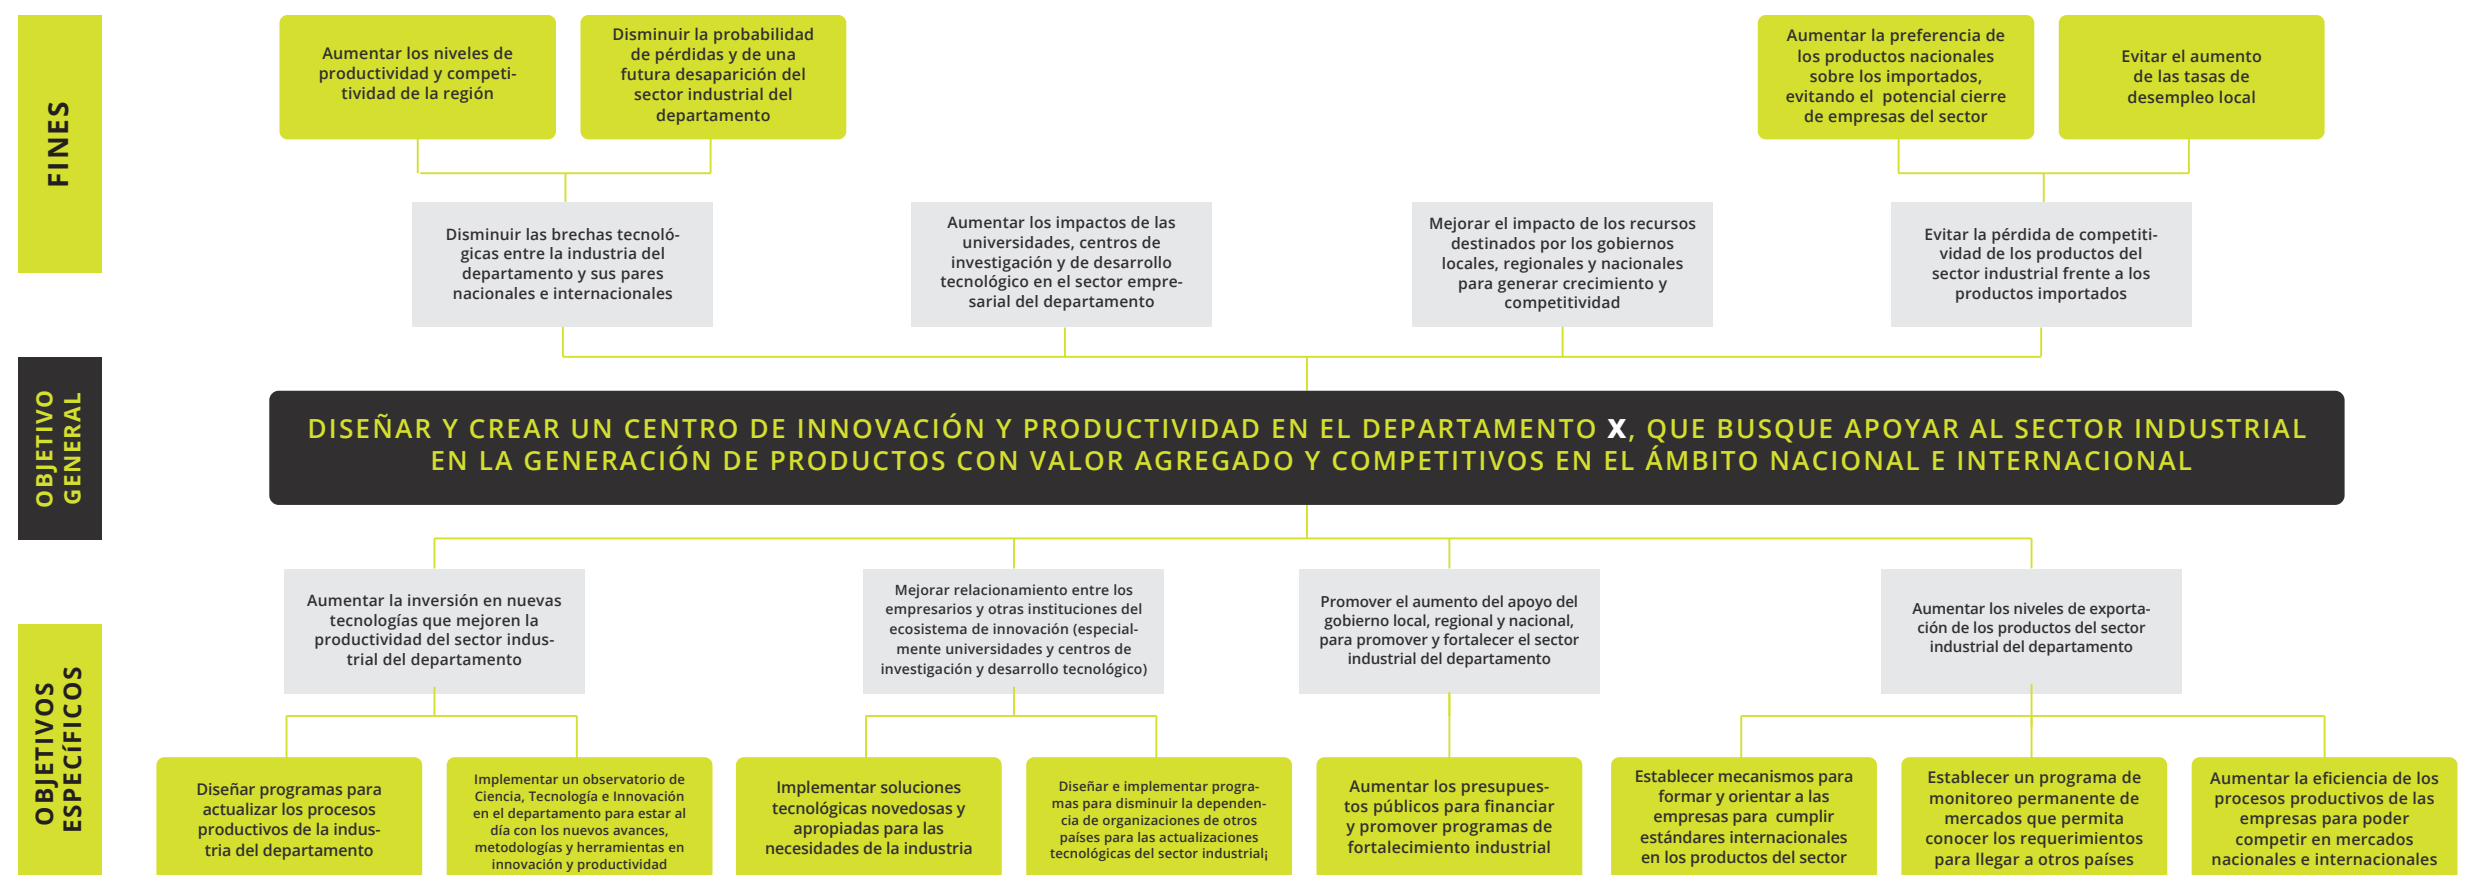 FINES
Aumentar los niveles de
productividad y competi-
tividad de la región
Disminuir la probabilidad
de pérdidas y de una
futura desaparición del
sector industrial del
departamento
Aumentar la preferencia de
los productos nacionales
sobre los importados,
evitando el  potencial cierre
de empresas del sector
Evitar el aumento
de las tasas de
desempleo local
Disminuir las brechas tecnoló-
gicas entre la industria del
departamento y sus pares
nacionales e internacionales
Aumentar los impactos de las
universidades, centros de
investigación y de desarrollo
tecnológico en el sector empre-
sarial del departamento
Mejorar el impacto de los recursos
destinados por los gobiernos
locales, regionales y nacionales
para generar crecimiento y
competitividad
Evitar la pérdida de competiti-
vidad de los productos del
sector industrial frente a los
productos importados
OBJETIVO
GENERAL
DISEÑAR Y CREAR UN CENTRO DE INNOVACIÓN Y PRODUCTIVIDAD EN EL DEPARTAMENTO X, QUE BUSQUE APOYAR AL SECTOR INDUSTRIAL
EN LA GENERACIÓN DE PRODUCTOS CON VALOR AGREGADO Y COMPETITIVOS EN EL ÁMBITO NACIONAL E INTERNACIONAL
OBJETIVOS
ESPECÍFICOS
Aumentar la inversión en nuevas
tecnologías que mejoren la
productividad del sector indus-
trial del departamento
Mejorar relacionamiento entre los
empresarios y otras instituciones del
ecosistema de innovación (especial-
mente universidades y centros de
investigación y desarrollo tecnológico)
Promover el aumento del apoyo del
gobierno local, regional y nacional,
para promover y fortalecer el sector
industrial del departamento
Aumentar los niveles de exporta-
ción de los productos del sector
industrial del departamento
Diseñar programas para
actualizar los procesos
productivos de la indus-
tria del departamento
Implementar un observatorio de
Ciencia, Tecnología e Innovación
en el departamento para estar al
día con los nuevos avances,
metodologías y herramientas en
innovación y productividad
Implementar soluciones
tecnológicas novedosas y
apropiadas para las
necesidades de la industria
Diseñar e implementar progra-
mas para disminuir la dependen-
cia de organizaciones de otros
países para las actualizaciones
tecnológicas del sector industrial¡
Aumentar los presupues-
tos públicos para financiar
y promover programas de
fortalecimiento industrial
Establecer mecanismos para
formar y orientar a las
empresas para  cumplir
estándares internacionales
en los productos del sector
Establecer un programa de
monitoreo permanente de
mercados que permita
conocer los requerimientos
para llegar a otros países
Aumentar la eficiencia de los
procesos productivos de las
empresas para poder
competir en mercados
nacionales e internacionales